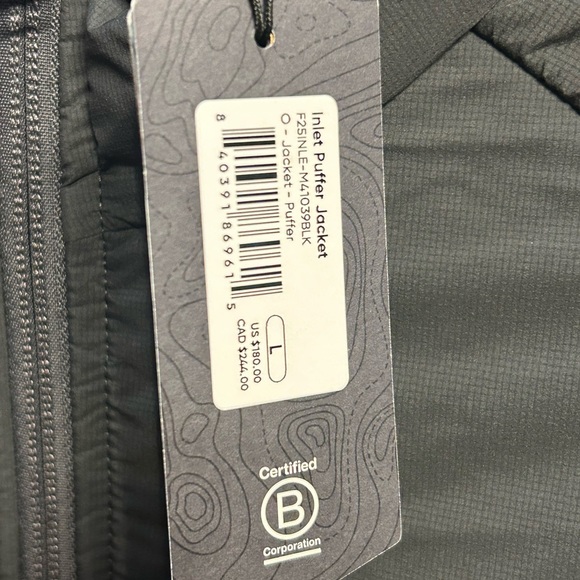 Inlet Puffer Jacket
F25INLE-M41039BLK
O - Jacket - Puffer
8 40391 86961 5
L
US $180.00
CAD $244.00
Certified
B
Corporation